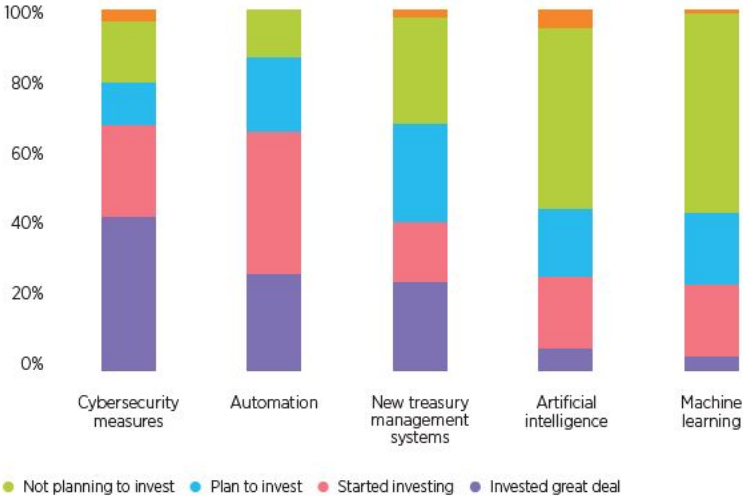 100%
80%
60%
40%
20%
0%
Cybersecurity
measures
Automation
New treasury
management
systems
Artificial
intelligence
Machine
learning
Not planning to invest Plan to invest Started investing Invested great deal